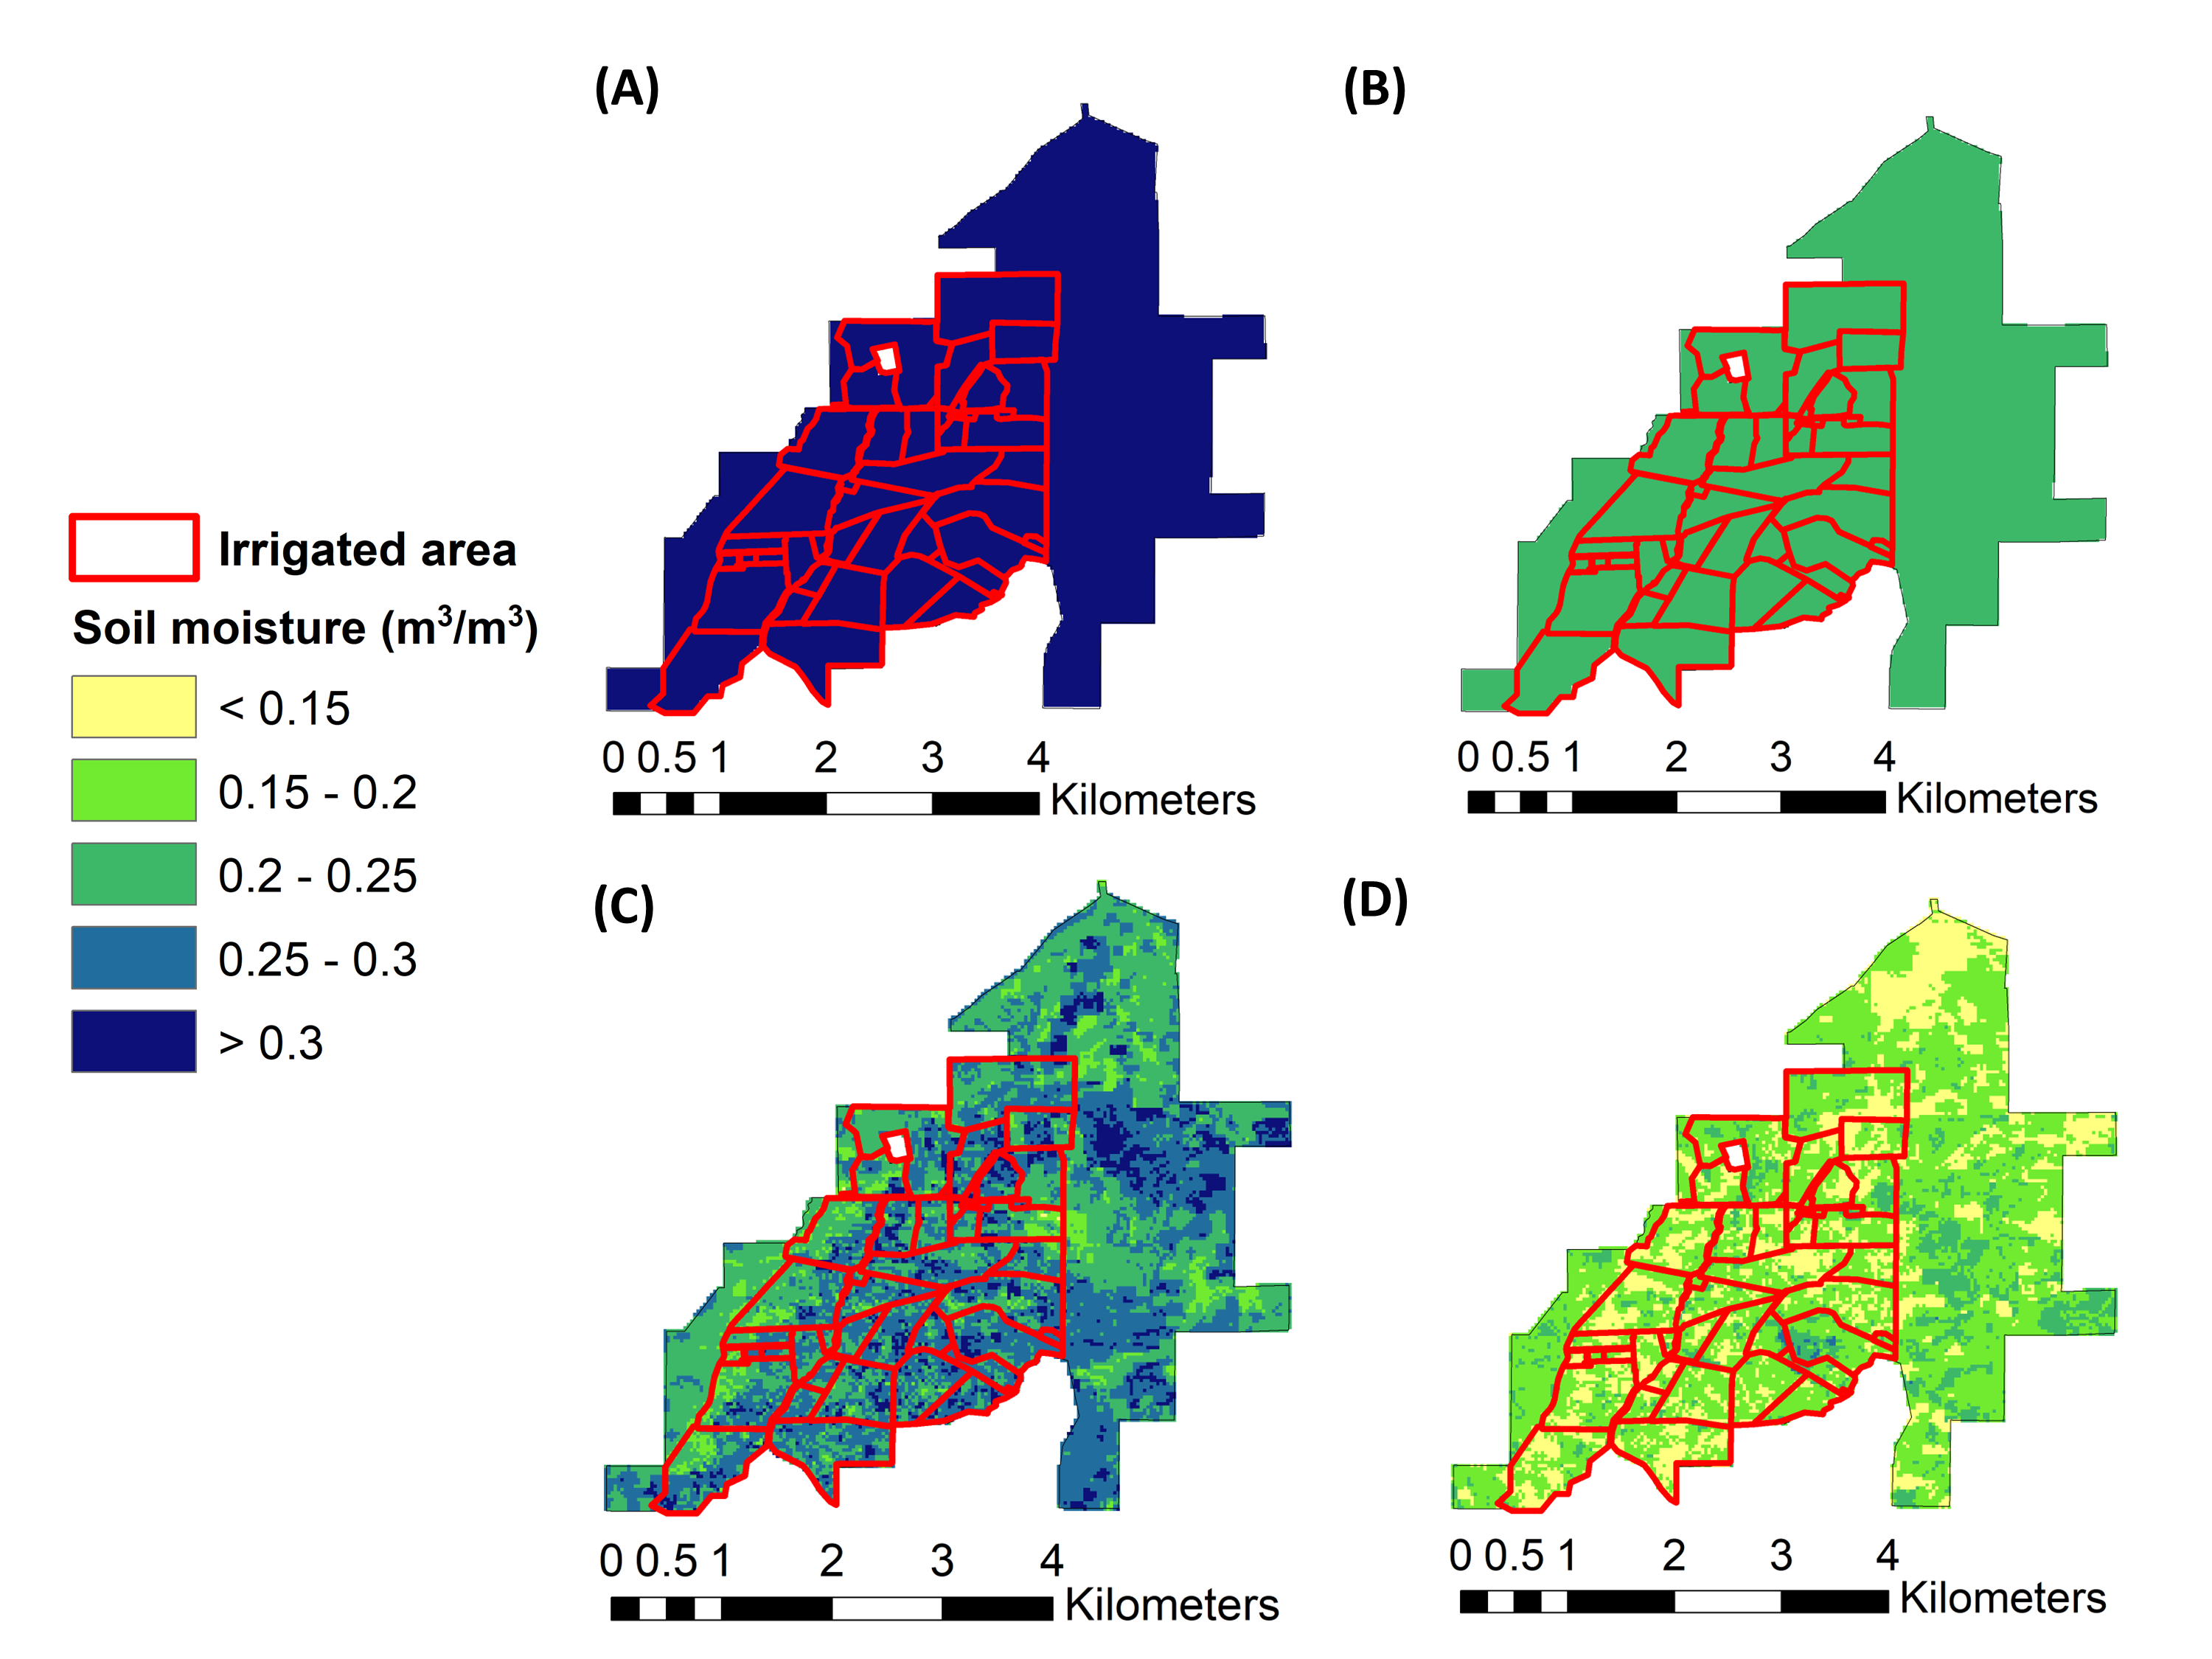 (A)
(B)
Irrigated area
Soil moisture (m³/m³)
< 0.15
0.15 - 0.2
0.2 - 0.25
0.25 - 0.3
> 0.3
0 0.5 1 2 3 4
Kilometers
0 0.5 1 2 3 4
Kilometers
(C)
(D)
0 0.5 1 2 3 4
Kilometers
0 0.5 1 2 3 4
Kilometers